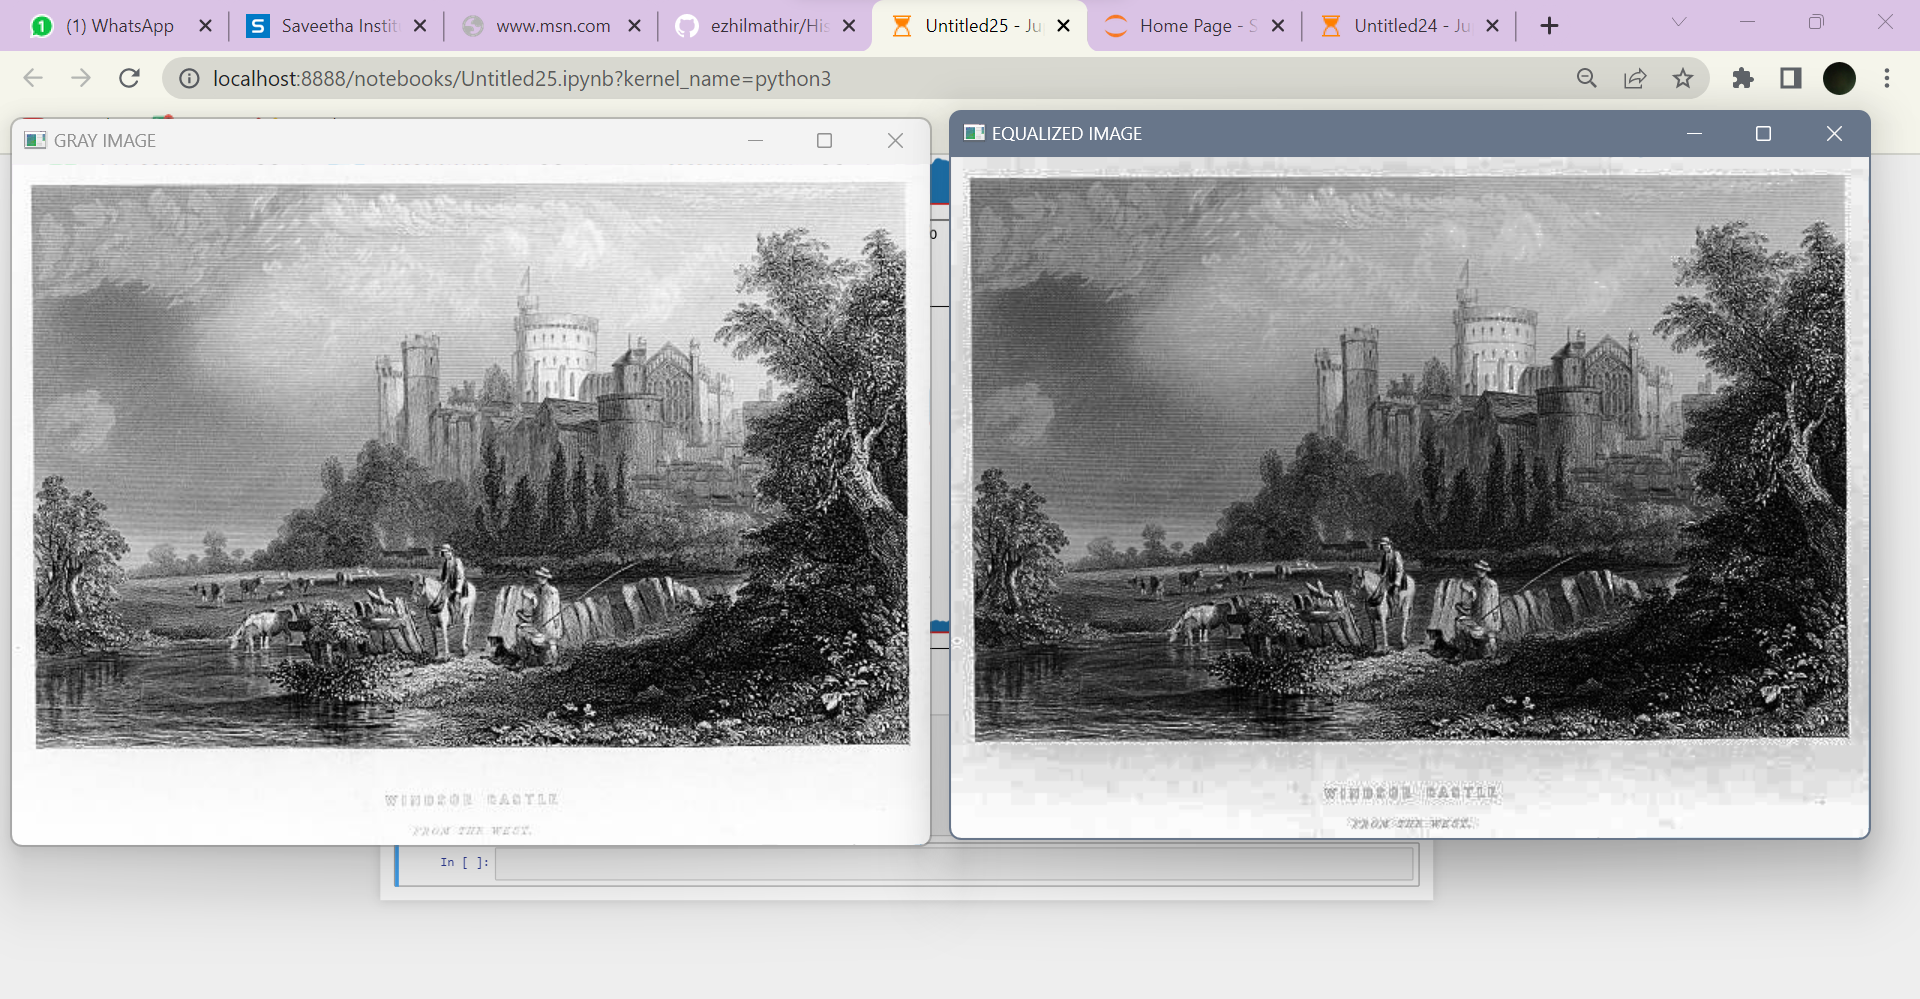 (1) WhatsApp
Saveetha Instit
www.msn.com
ezhilmathir/His
Untitled25 - Ju
Home Page - S
Untitled24 - Ju
localhost:8888/notebooks/Untitled25.ipynb?kernel_name=python3
GRAY IMAGE
EQUALIZED IMAGE
0
WINDSOR CASTLE
FROM THE WEST.
WINDSOR CASTLE
FROM THE WEST.
In [ ]: